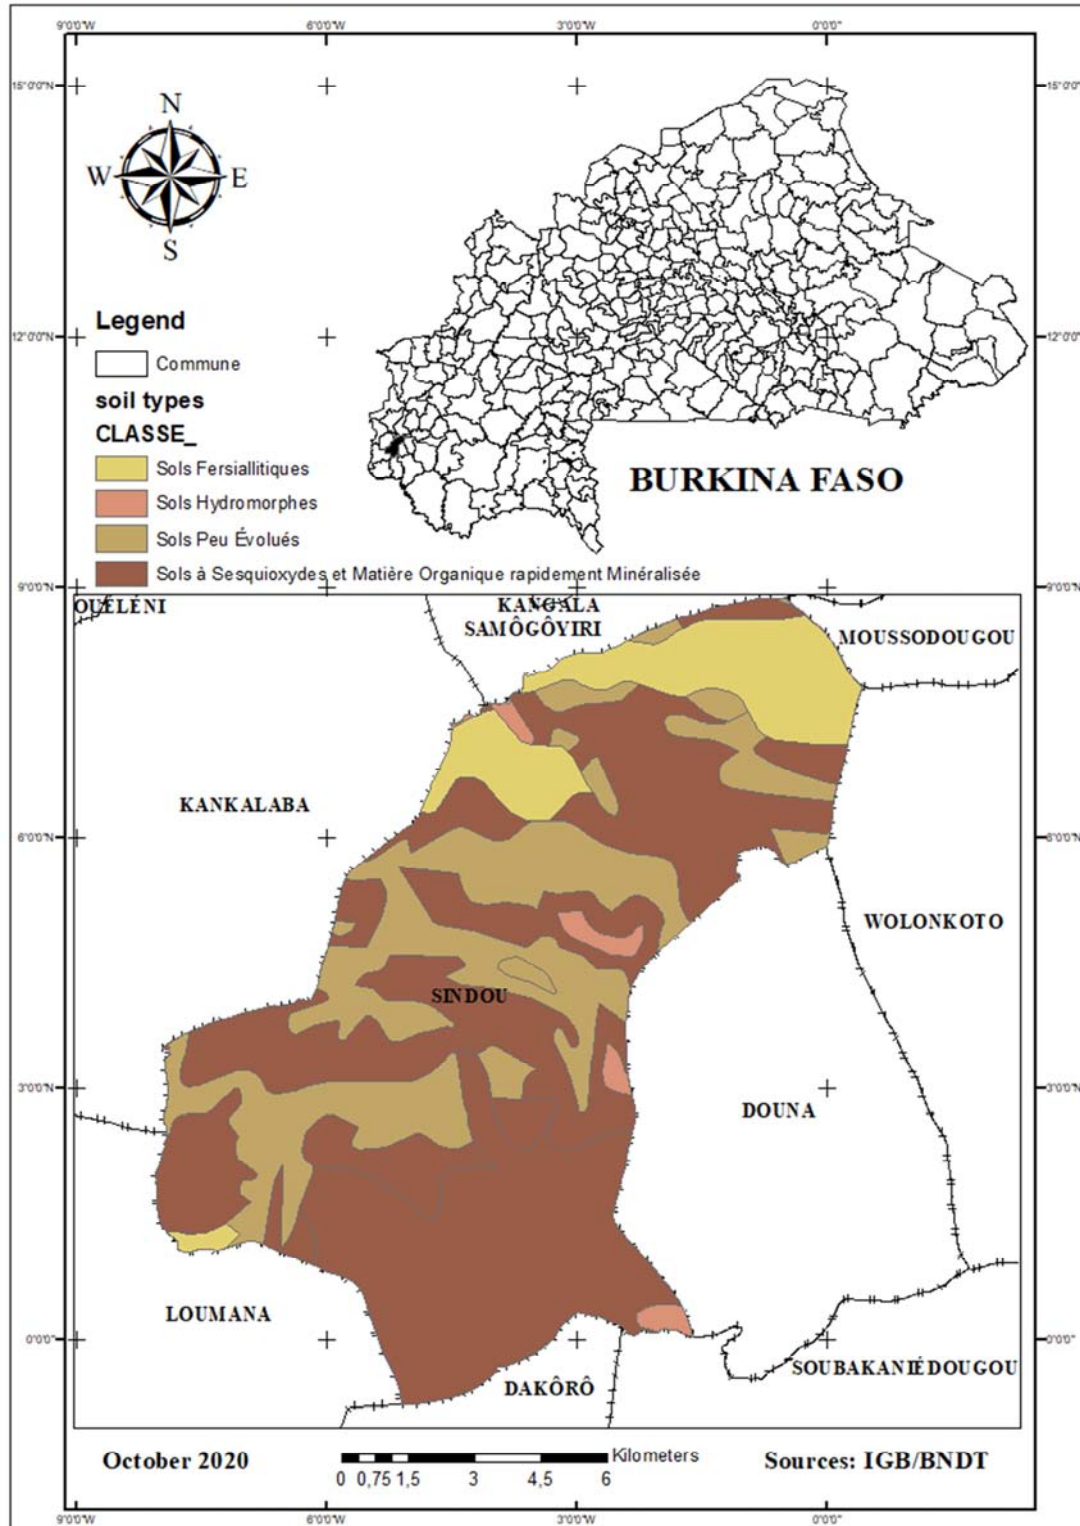 9°0'0"W 6°0'0"W 3°0'0"W 0°0'0"
15°0'0"N 15°0'0"N
N
W E
S
Legend
Commune
soil types
CLASSE_
Sols Fersiallitiques
Sols Hydromorphes
Sols Peu Évolués
Sols à Sesquioxydes et Matière Organique rapidement Minéralisée
BURKINA FASO
12°0'0"N 12°0'0"N
9°0'0"N 9°0'0"N
OUÉLÉNI
KANGALA
SAMÔGÔYIRI
MOUSSODOUGOU
KANKALABA
6°0'0"N 6°0'0"N
WOLONKOTO
SINDOU
3°0'0"N 3°0'0"N
DOUNA
LOUMANA
0°0'0" 0°0'0"
DAKÔRÔ
SOUBAKANIÉDOUGOU
October 2020
Kilometers
0 0,75 1,5 3 4,5 6
Sources: IGB/BNDT
9°0'0"W 6°0'0"W 3°0'0"W 0°0'0"